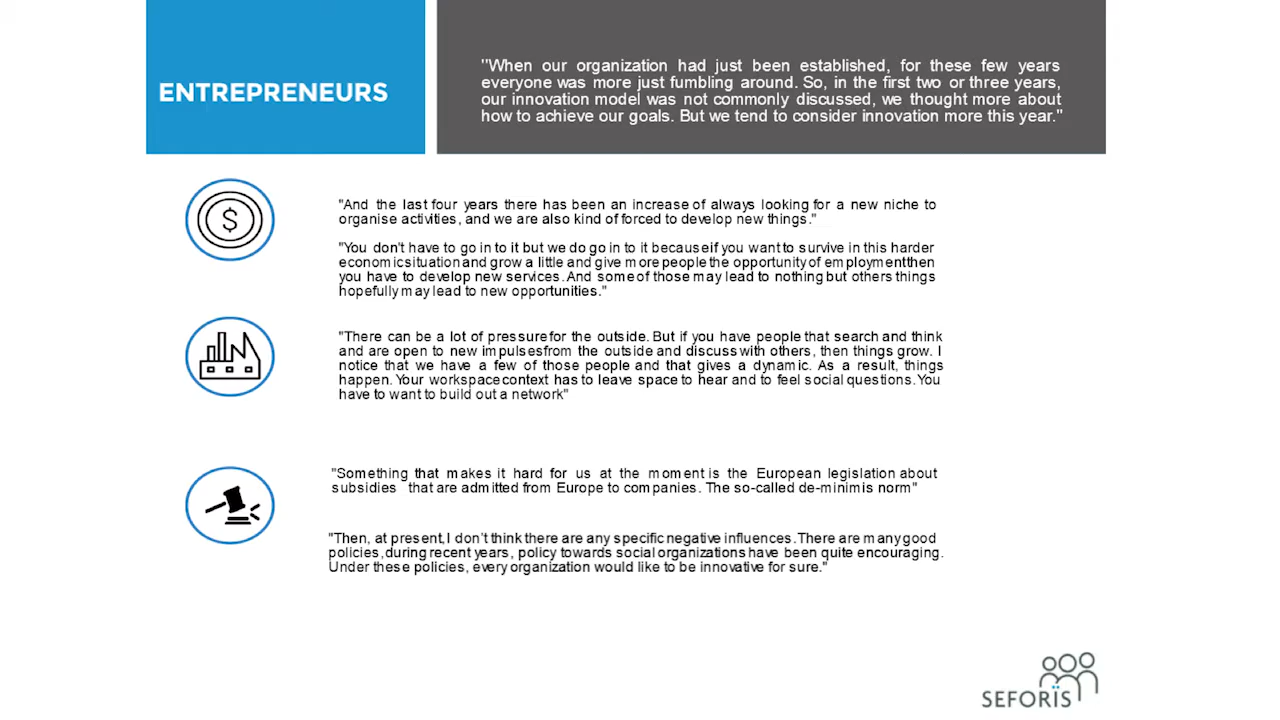 ENTREPRENEURS
"When our organization had just been established, for these few years
everyone was more just fumbling around. So, in the first two or three years,
our innovation model was not commonly discussed, we thought more about
how to achieve our goals. But we tend to consider innovation more this year."
$
"And the last four years there has been an increase of always looking for a new niche to
organise activities, and we are also kind of forced to develop new things."
"You don't have to go in to it but we do go in to it because if you want to survive in this harder
economic situation and grow a little and give more people the opportunity of employment then
you have to develop new services. And some of those may lead to nothing but others things
hopefully may lead to new opportunities."
"There can be a lot of pressure for the outside. But if you have people that search and think
and are open to new impulses from the outside and discuss with others, then things grow. I
notice that we have a few of those people and that gives a dynamic. As a result, things
happen. Your workspace context has to leave space to hear and to feel social questions. You
have to want to build out a network"
"Something that makes it hard for us at the moment is the European legislation about
subsidies that are admitted from Europe to companies. The so-called de-minimis norm"
"Then, at present, I don't think there are any specific negative influences. There are many good
policies, during recent years, policy towards social organizations have been quite encouraging.
Under these policies, every organization would like to be innovative for sure."
SEFORÏS